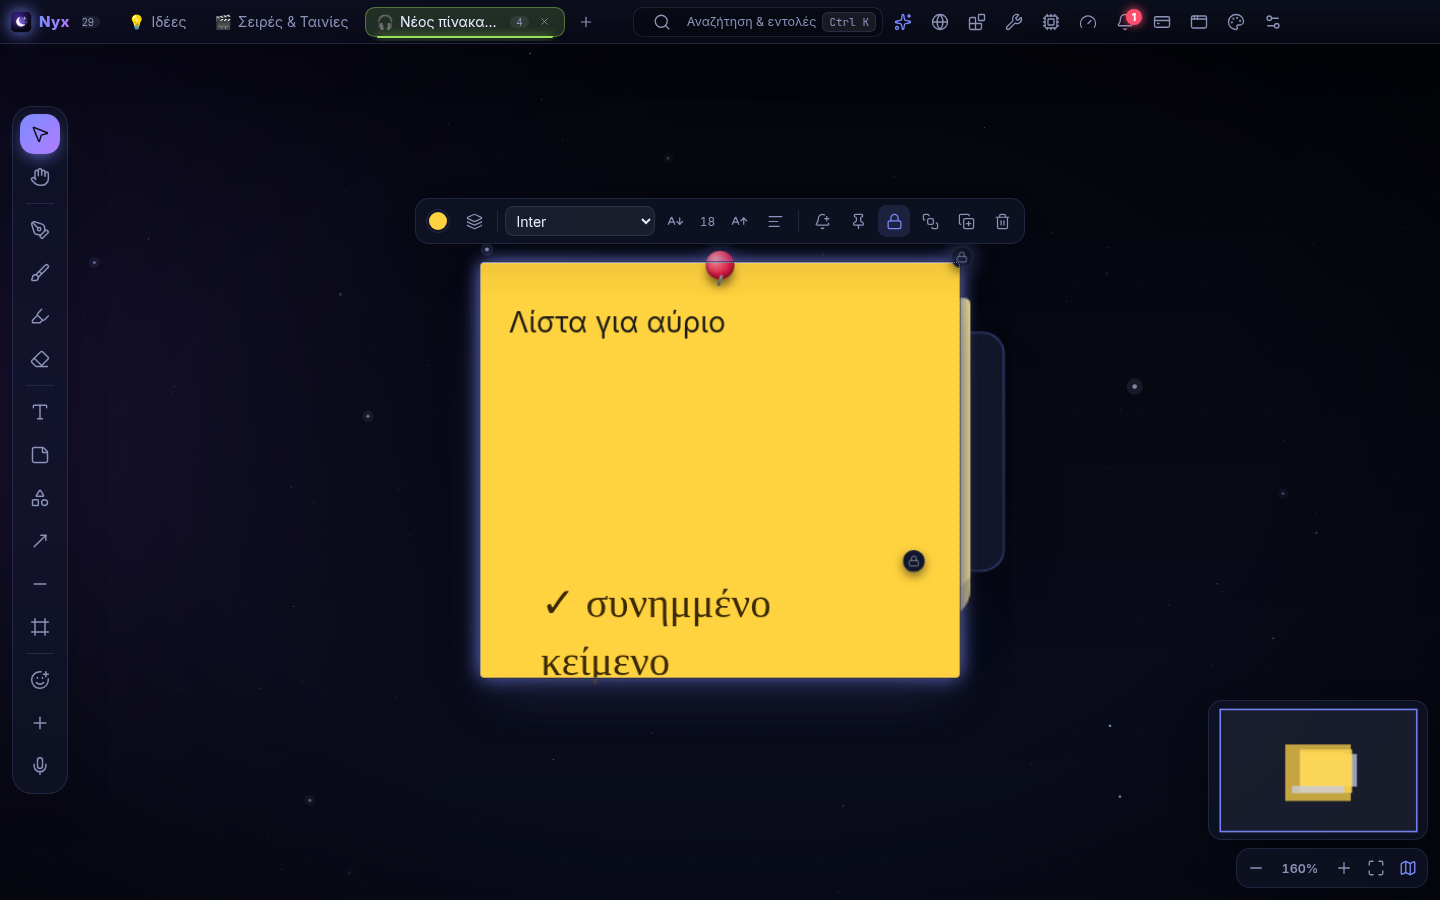 Nyx 29 💡 Ιδέες 🎬 Σειρές & Ταινίες 🎧 Νέος πίνακα... 4 Αναζήτηση & εντολές Ctrl K 1
Inter A 18 A
Λίστα για αύριο
✓ συνημμένο
κείμενο
160%